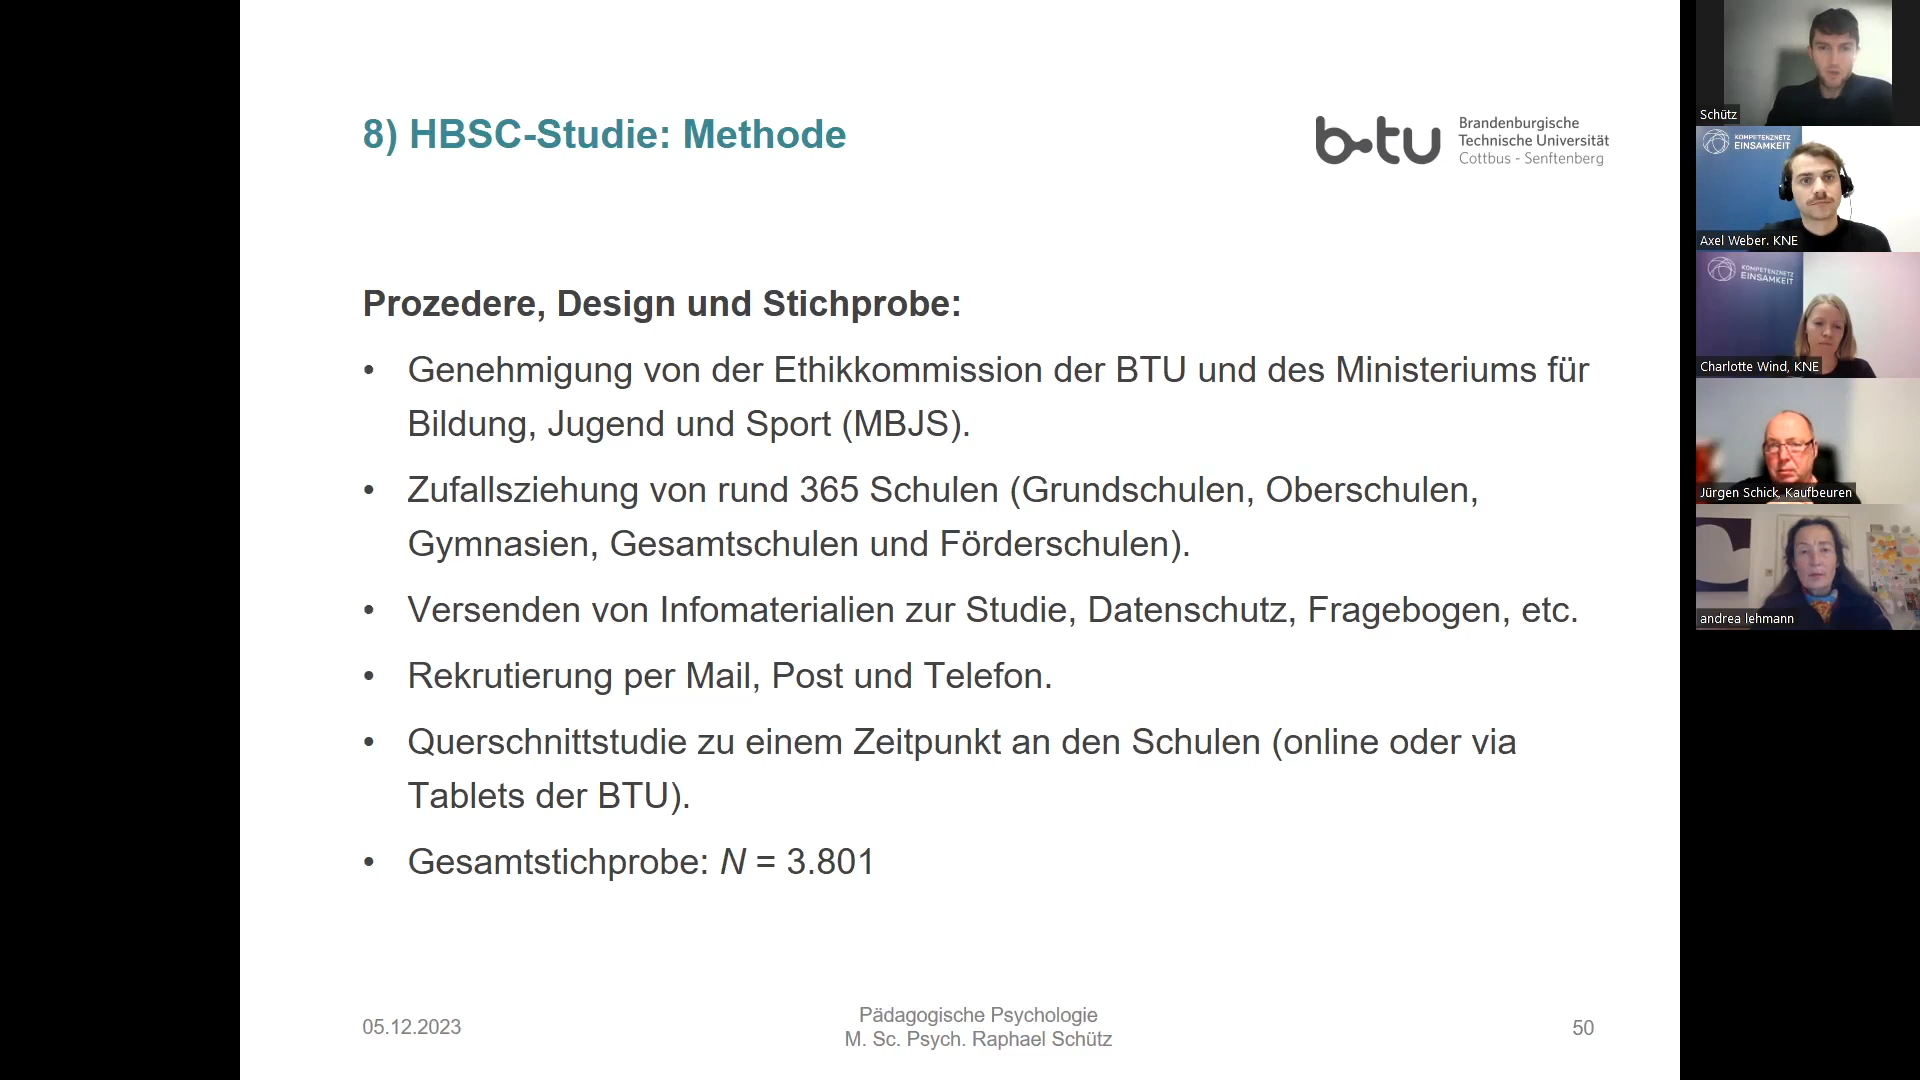 8) HBSC-Studie: Methode
b-tu
Brandenburgische
Technische Universität
Cottbus - Senftenberg
Prozedere, Design und Stichprobe:
• Genehmigung von der Ethikkommission der BTU und des Ministeriums für
Bildung, Jugend und Sport (MBJS).
• Zufallsziehung von rund 365 Schulen (Grundschulen, Oberschulen,
Gymnasien, Gesamtschulen und Förderschulen).
• Versenden von Infomaterialien zur Studie, Datenschutz, Fragebogen, etc.
• Rekrutierung per Mail, Post und Telefon.
• Querschnittstudie zu einem Zeitpunkt an den Schulen (online oder via
Tablets der BTU).
• Gesamtstichprobe: N = 3.801
05.12.2023
Pädagogische Psychologie
M. Sc. Psych. Raphael Schütz
50
Schütz
KOMPETENZNETZ
EINSAMKEIT
Axel Weber. KNE
KOMPETENZNETZ
EINSAMKEIT
Charlotte Wind, KNE
Jürgen Schick, Kaufbeuren
andrea lehmann